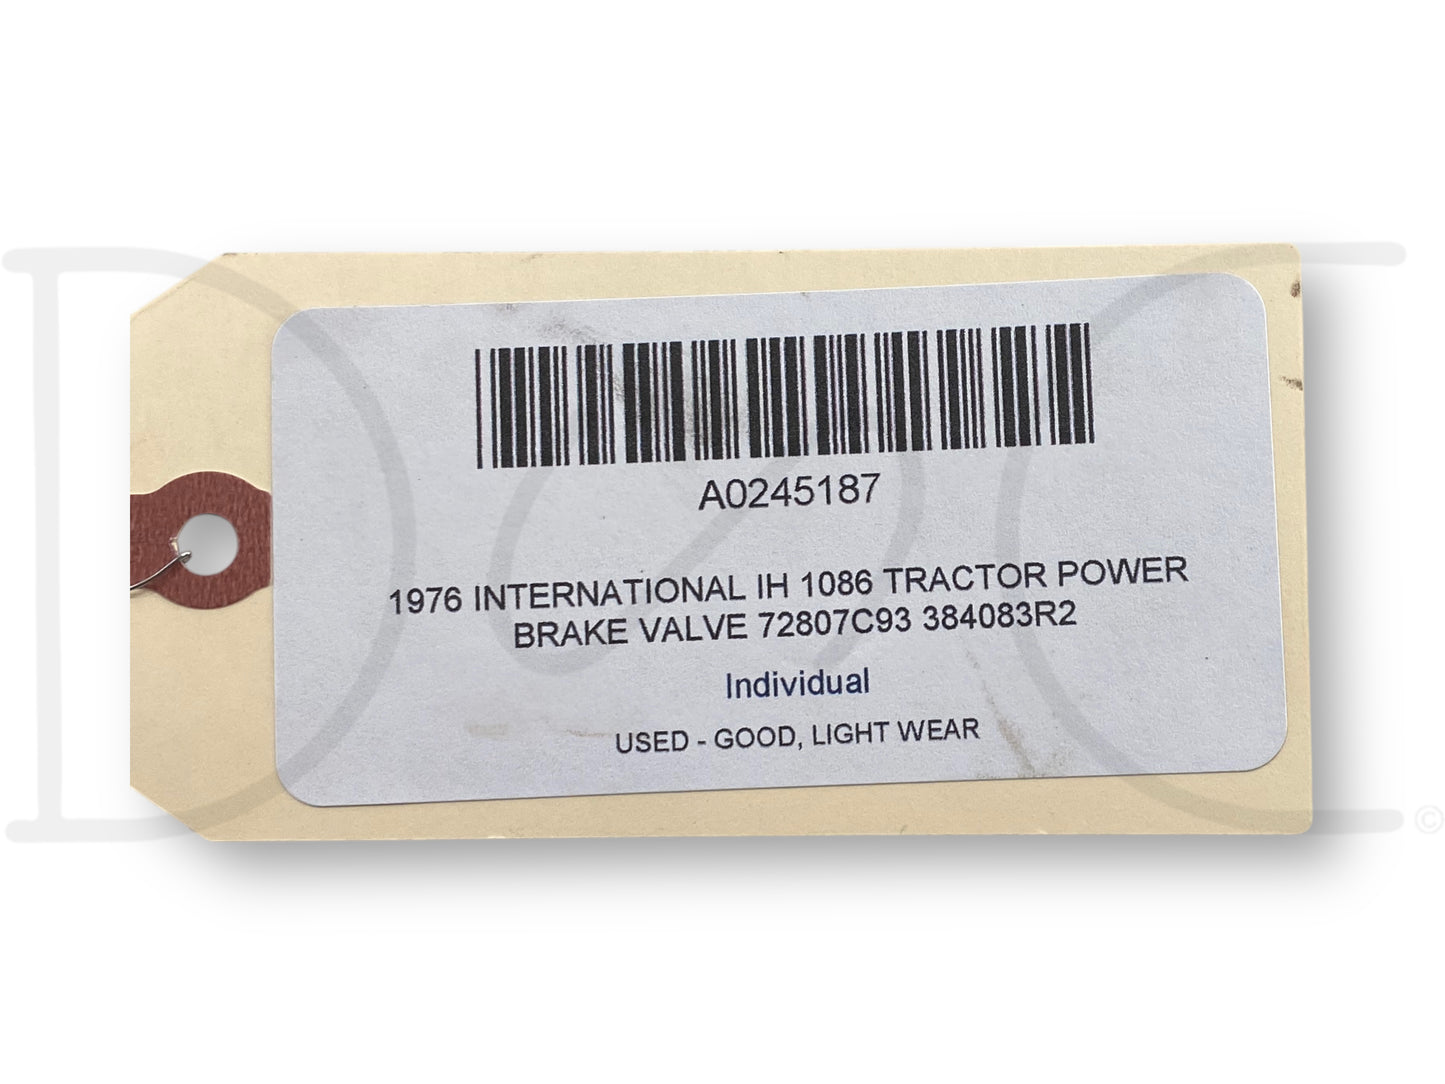 A0245187
1976 INTERNATIONAL IH 1086 TRACTOR POWER
BRAKE VALVE 72807C93 384083R2
Individual
USED - GOOD, LIGHT WEAR
©